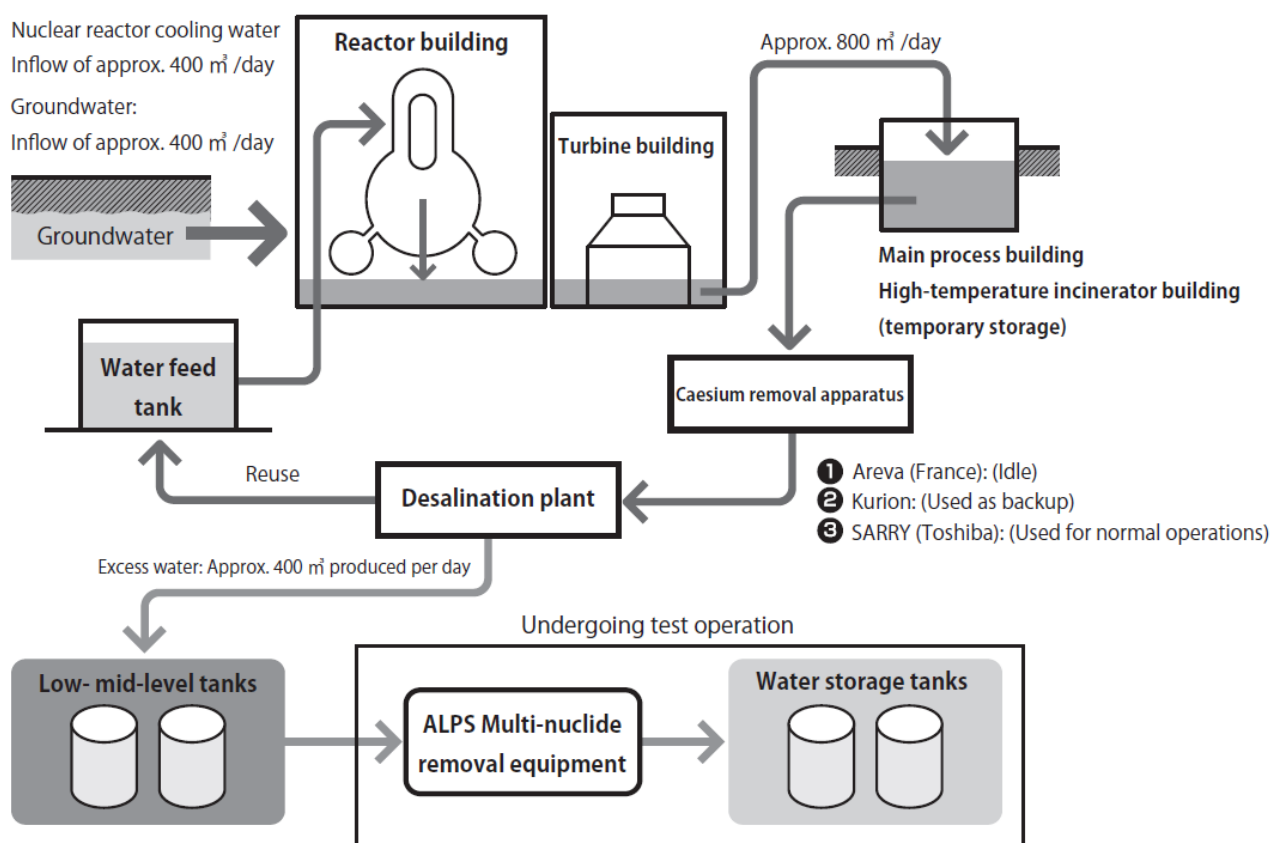 Nuclear reactor cooling water
Inflow of approx. 400 ㎥ /day
Groundwater:
Inflow of approx. 400 ㎥ /day
Groundwater
Reactor building
Turbine building
Approx. 800 ㎥ /day
Main process building
High-temperature incinerator building
(temporary storage)
Water feed
tank
Caesium removal apparatus
❶ Areva (France): (Idle)
❷ Kurion: (Used as backup)
❸ SARRY (Toshiba): (Used for normal operations)
Reuse
Desalination plant
Excess water: Approx. 400 ㎥ produced per day
Undergoing test operation
Low- mid-level tanks
ALPS Multi-nuclide
removal equipment
Water storage tanks